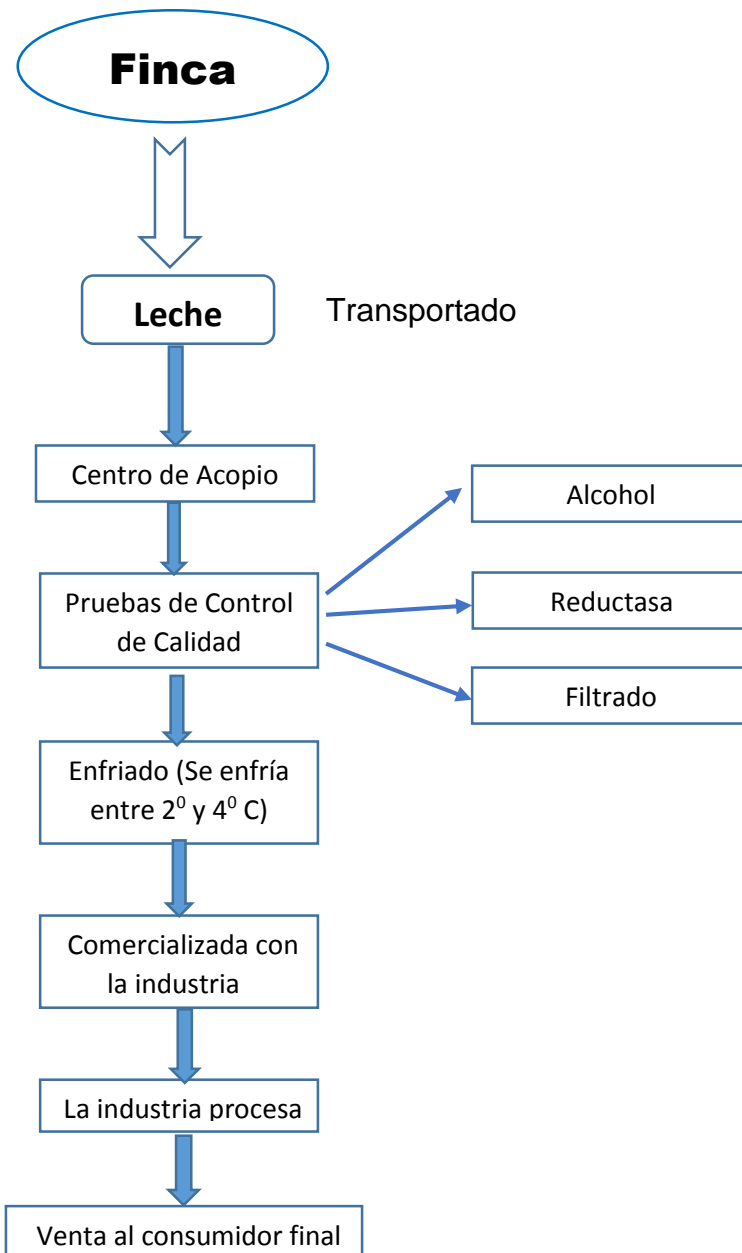 Finca
Leche
Transportado
Centro de Acopio
Alcohol
Pruebas de Control
de Calidad
Reductasa
Filtrado
Enfriado (Se enfría
entre 2⁰ y 4⁰ C)
Comercializada con
la industria
La industria procesa
Venta al consumidor final